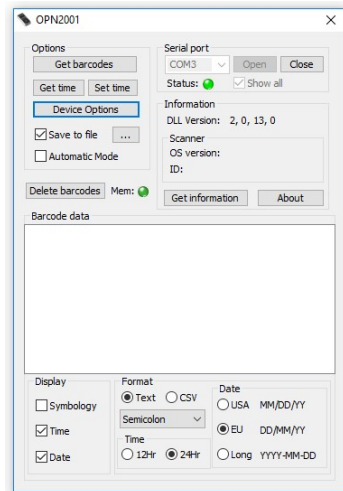 OPN2001
Options
Get barcodes
Get time Set time
Device Options
Save to file ...
Automatic Mode
Delete barcodes Mem:
Serial port
COM3 Open Close
Status: Show all
Information
DLL Version: 2, 0, 13, 0
Scanner
OS version:
ID:
Get information About
Barcode data
Display
Symbology
Time
Date
Format
Text CSV
Semicolon
Time
12Hr 24Hr
Date
USA MM/DD/YY
EU DD/MM/YY
Long YYYY-MM-DD